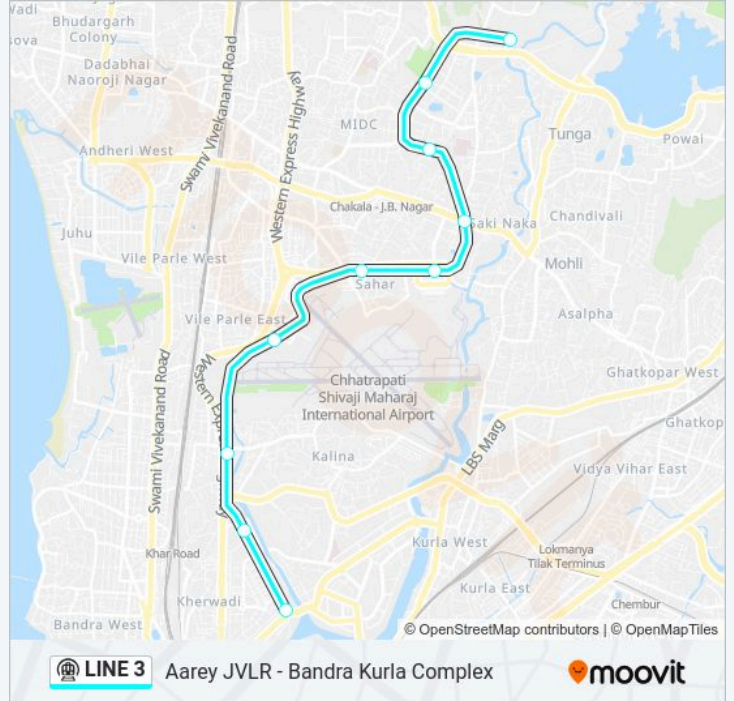 Wadi
sova
Bhudargarh
Colony
Dadabhai
Naoroji Nagar
Swami Vivekanand Road
Western Express Highway
MIDC
Tunga
Powai
Andheri West
Chakala - J.B. Nagar
Saki Naka
Chandivali
Juhu
Vile Parle West
Mohli
Sahar
Asalpha
Vile Parle East
Swami Vivekanand Road
Chhatrapati
Shivaji Maharaj
International Airport
Ghatkopar West
Ghatkop
Kalina
LBS Marg
Vidya Vihar East
Khar Road
Kurla West
Lokmanya
Tilak Terminus
Kurla East
Kherwadi
Chembur
Bandra West
© OpenStreetMap contributors | © OpenMapTiles
LINE 3
Aarey JVLR - Bandra Kurla Complex
moovit